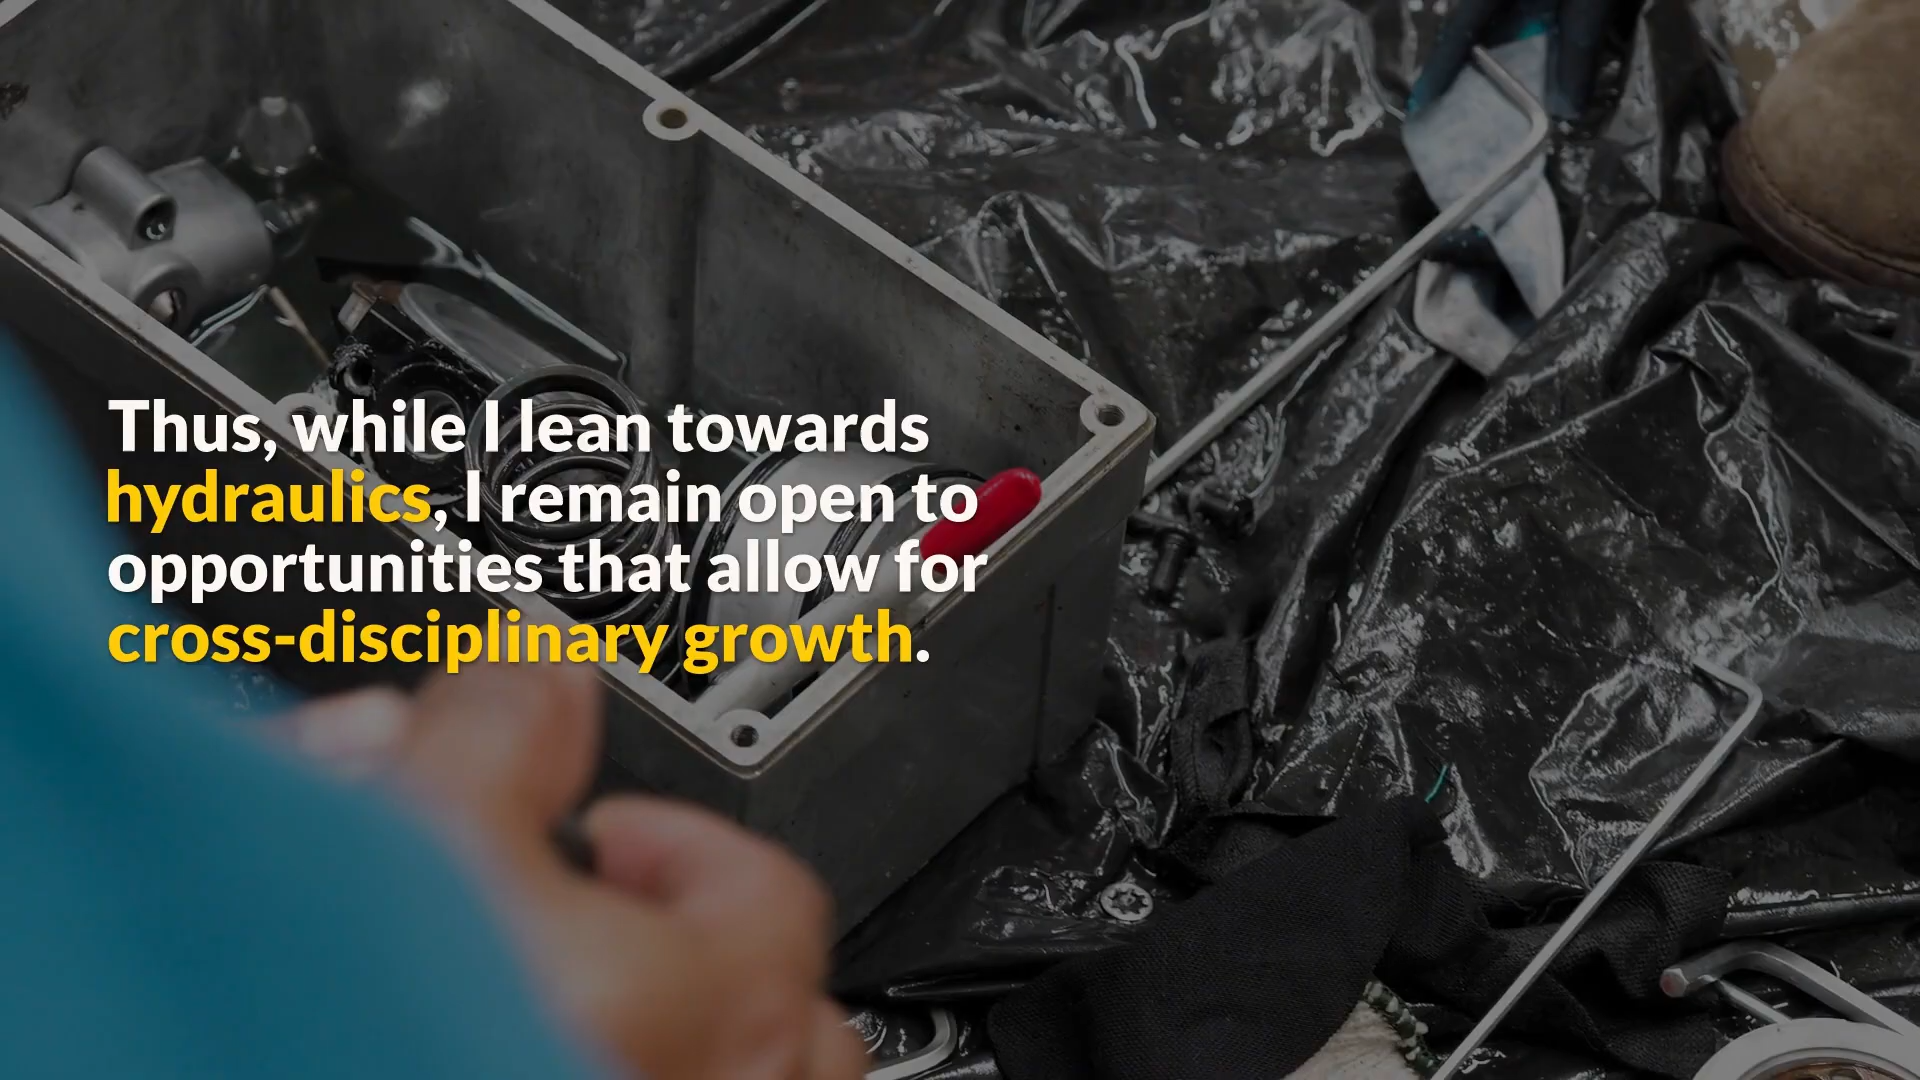 Thus, while I lean towards
hydraulics, I remain open to
opportunities that allow for
cross-disciplinary growth.